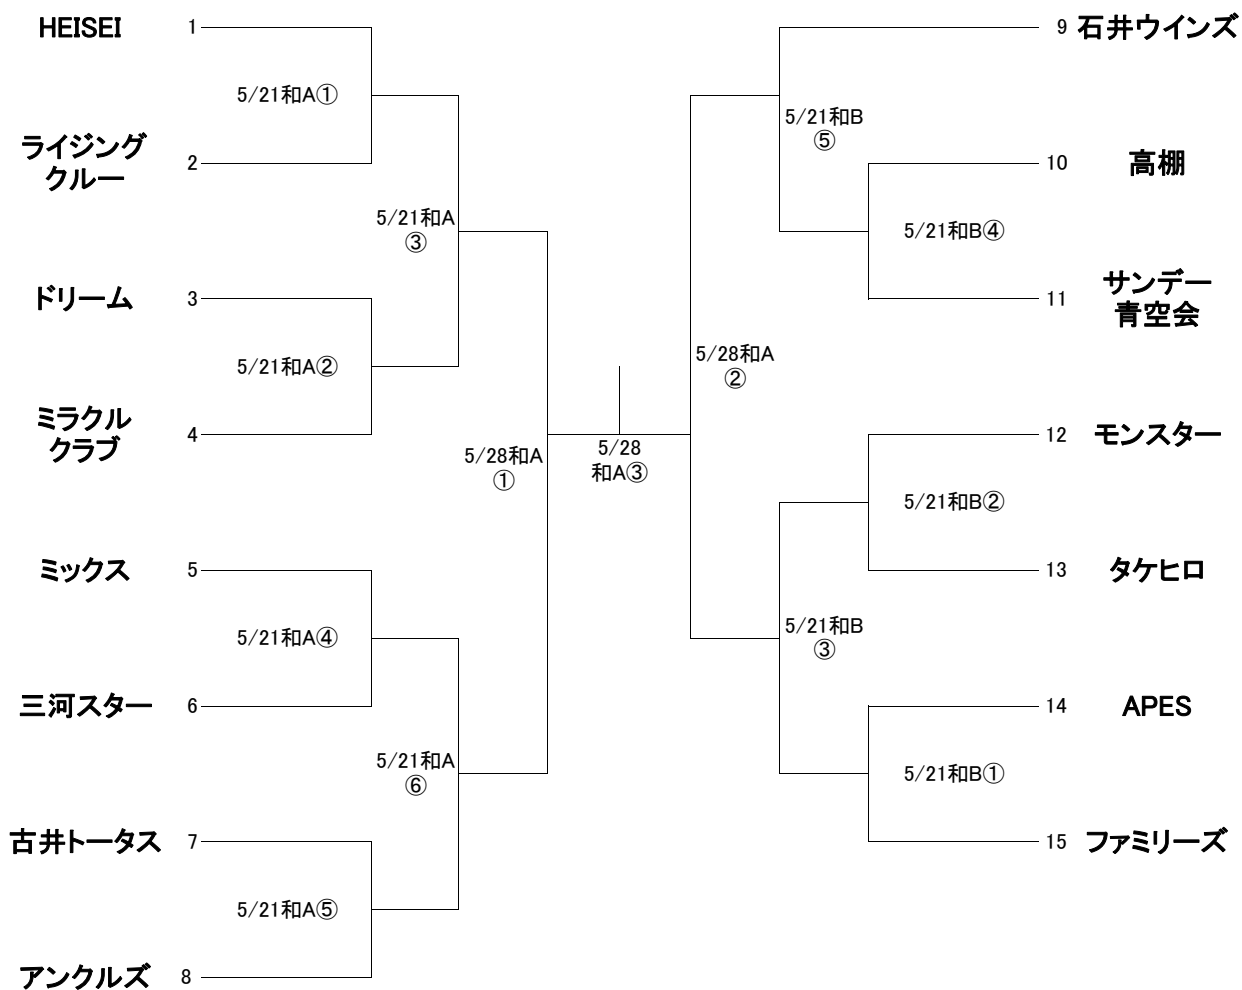 HEISEI 1
5/21和A①
ライジング
クルー
2
5/21和A
③
ドリーム 3
5/21和A②
ミラクル
クラブ
4
5/28和A
①
ミックス 5
5/21和A④
三河スター 6
5/21和A
⑥
古井トータス 7
5/21和A⑤
アンクルズ 8
5/28
和A③
9 石井ウインズ
5/21和B
⑤
10 高棚
5/21和B④
11
サンデー
青空会
5/28和A
②
12 モンスター
5/21和B②
13 タケヒロ
5/21和B
③
14 APES
5/21和B①
15 ファミリーズ